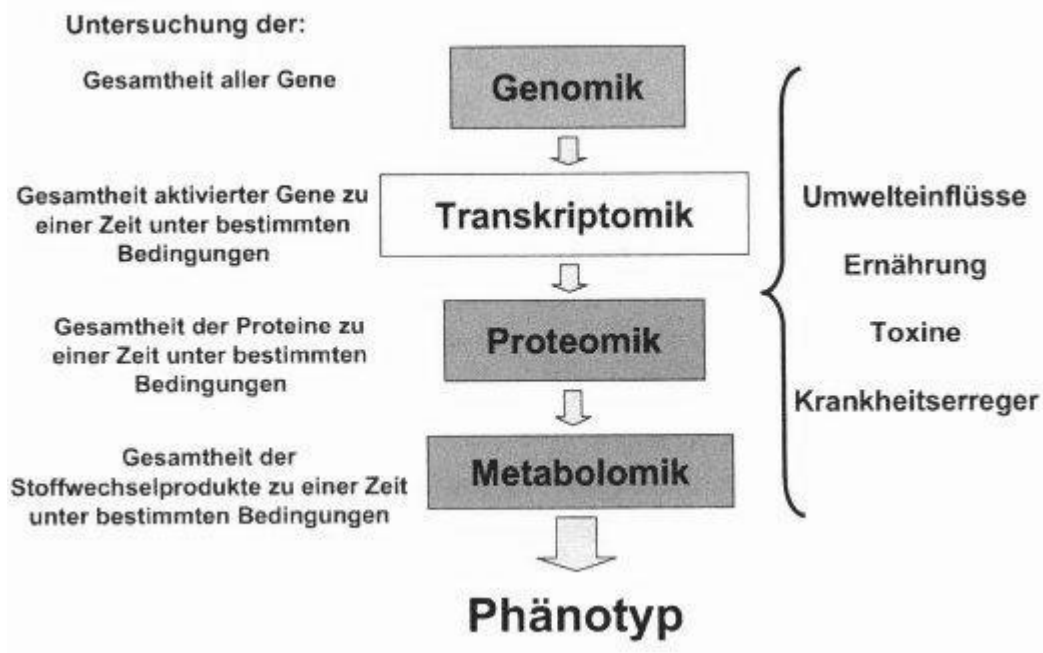 Untersuchung der:
Gesamtheit aller Gene
Genomik
Gesamtheit aktivierter Gene zu
einer Zeit unter bestimmten
Bedingungen
Transkriptomik
Gesamtheit der Proteine zu
einer Zeit unter bestimmten
Bedingungen
Proteomik
Gesamtheit der
Stoffwechselprodukte zu einer Zeit
unter bestimmten Bedingungen
Metabolomik
Phänotyp
Umwelteinflüsse
Ernährung
Toxine
Krankheitserreger